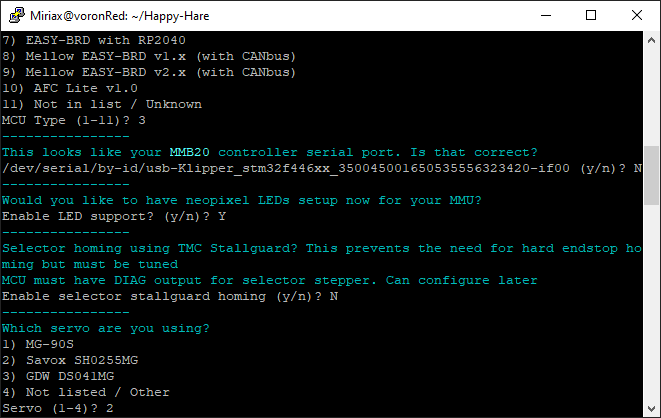 Miriax@voronRed: ~/Happy-Hare
7) EASY-BRD with RP2040
8) Mellow EASY-BRD v1.x (with CANbus)
9) Mellow EASY-BRD v2.x (with CANbus)
10) AFC Lite v1.0
11) Not in list / Unknown
MCU Type (1-11)? 3
----------------
This looks like your MMB20 controller serial port. Is that correct?
/dev/serial/by-id/usb-Klipper_stm32f446xx_350045001650535556323420-if00 (y/n)? N
----------------
Would you like to have neopixel LEDs setup now for your MMU?
Enable LED support? (y/n)? Y
----------------
Selector homing using TMC Stallguard? This prevents the need for hard endstop ho
ming but must be tuned
MCU must have DIAG output for selector stepper. Can configure later
Enable selector stallguard homing (y/n)? N
----------------
Which servo are you using?
1) MG-90S
2) Savox SH0255MG
3) GDW DS041MG
4) Not listed / Other
Servo (1-4)? 2